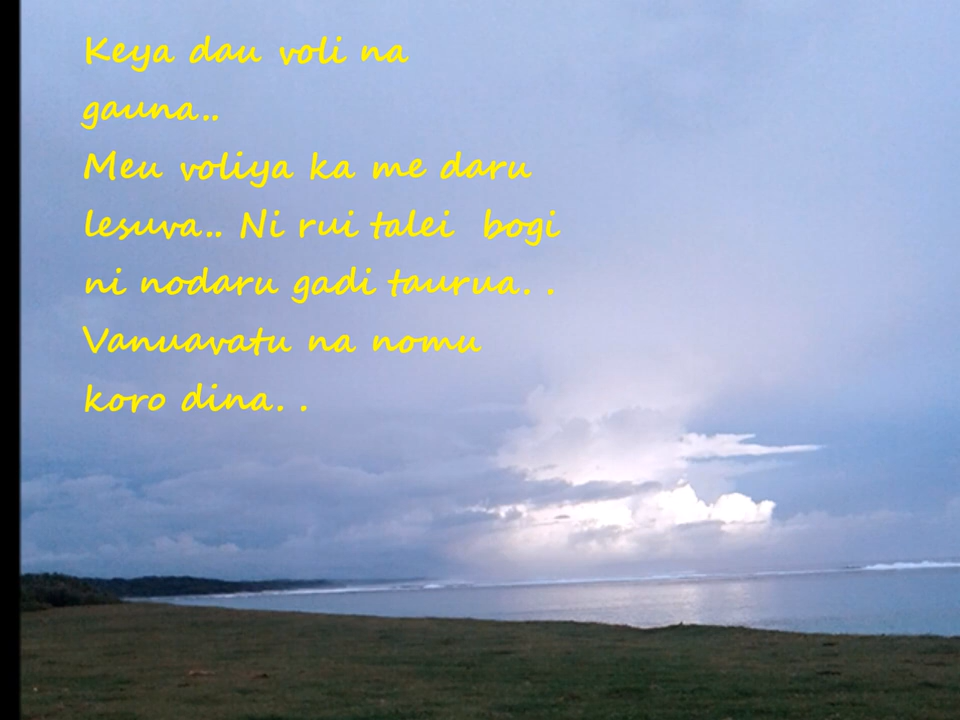 Keya dau voli na
gauna..
Meu voliya ka me daru
lesuva.. Ni rui talei bogi
ni nodaru gadi taurua. .
Vanuavatu na nomu
koro dina. .